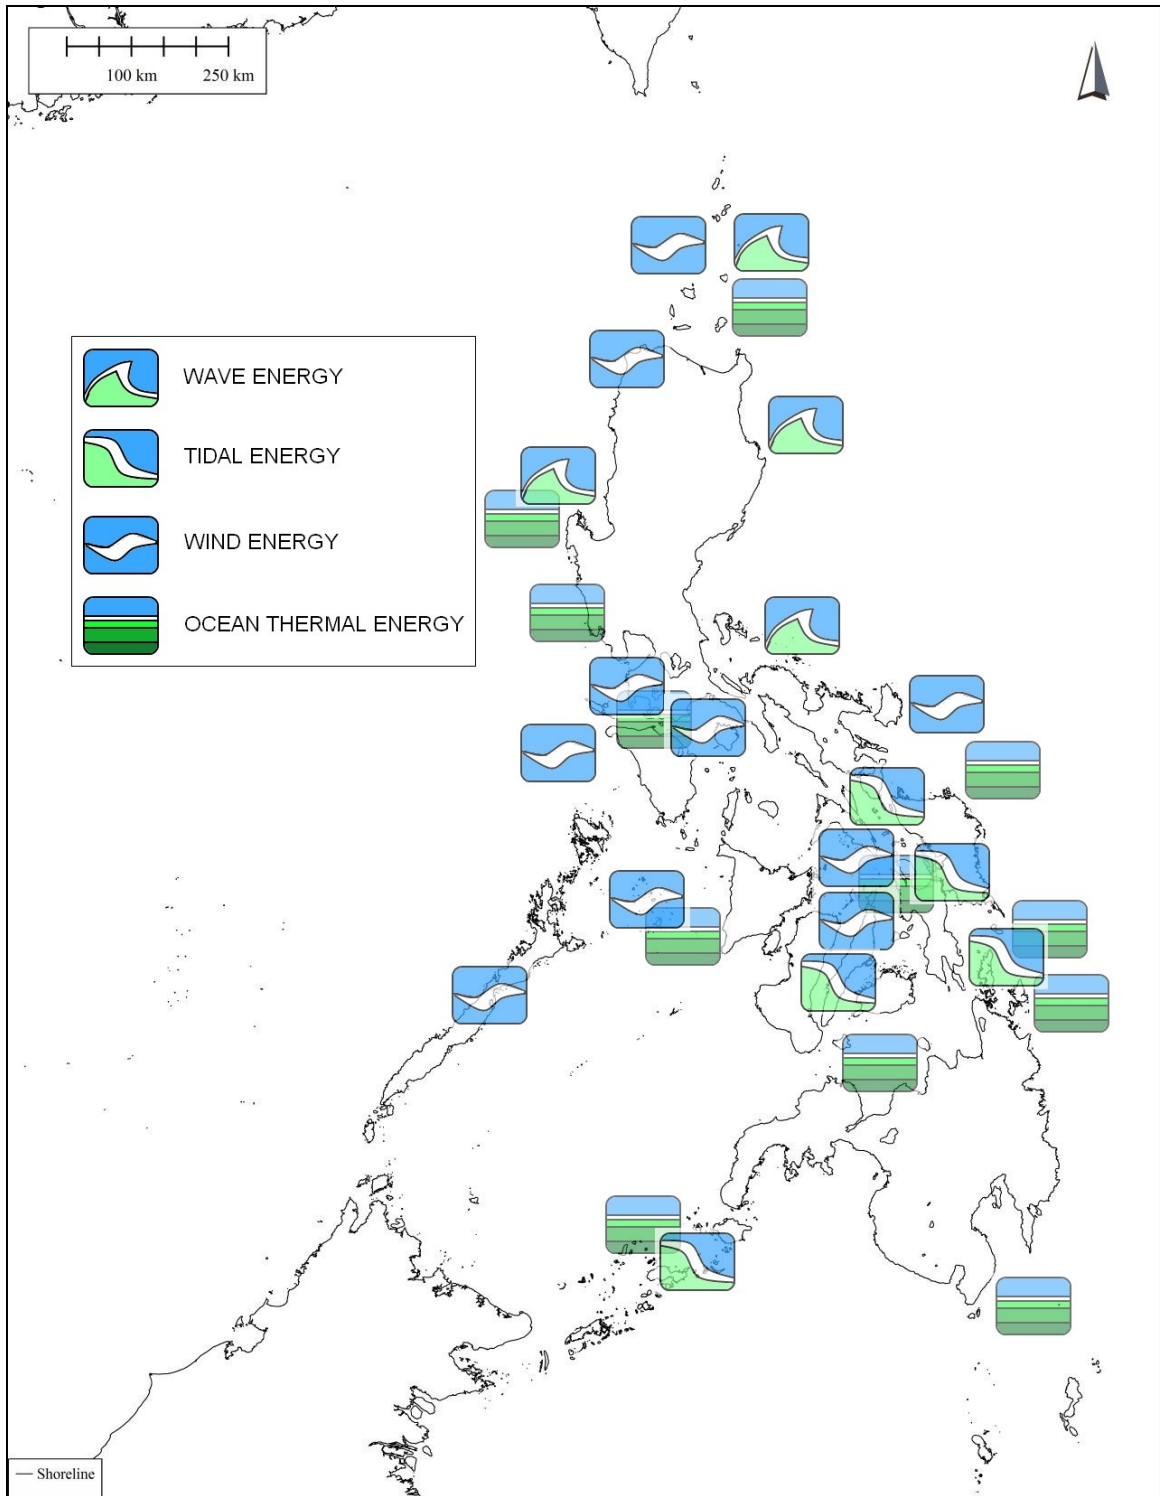 100 km 250 km
WAVE ENERGY
TIDAL ENERGY
WIND ENERGY
OCEAN THERMAL ENERGY
Shoreline